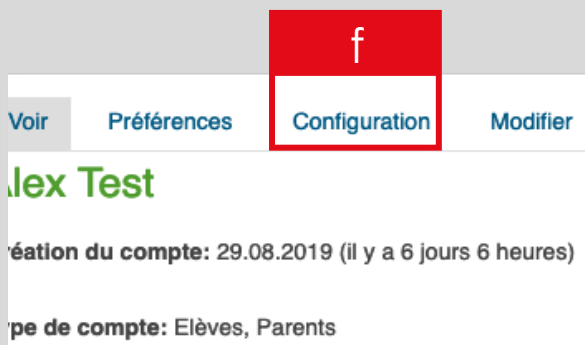 f
Voir Préférences Configuration Modifier
lex Test
réation du compte: 29.08.2019 (il y a 6 jours 6 heures)
pe de compte: Elèves, Parents